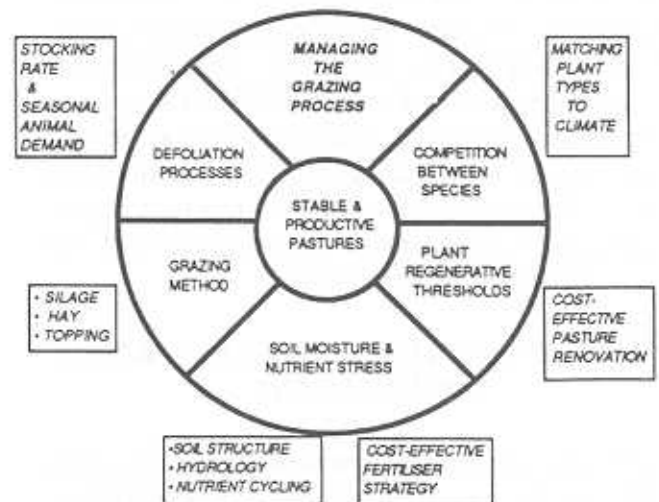 STOCKING
RATE
&
SEASONAL
ANIMAL
DEMAND
MANAGING
THE
GRAZING
PROCESS
MATCHING
PLANT
TYPES
TO
CLIMATE
DEFOLIATION
PROCESSES
COMPETITION
BETWEEN
SPECIES
STABLE &
PRODUCTIVE
PASTURES
GRAZING
METHOD
PLANT
REGENERATIVE
THRESHOLDS
• SILAGE
• HAY
• TOPPING
SOIL MOISTURE &
NUTRIENT STRESS
COST-
EFFECTIVE
PASTURE
RENOVATION
•SOIL STRUCTURE
•HYDROLOGY
•NUTRIENT CYCLING
COST-EFFECTIVE
FERTILISER
STRATEGY